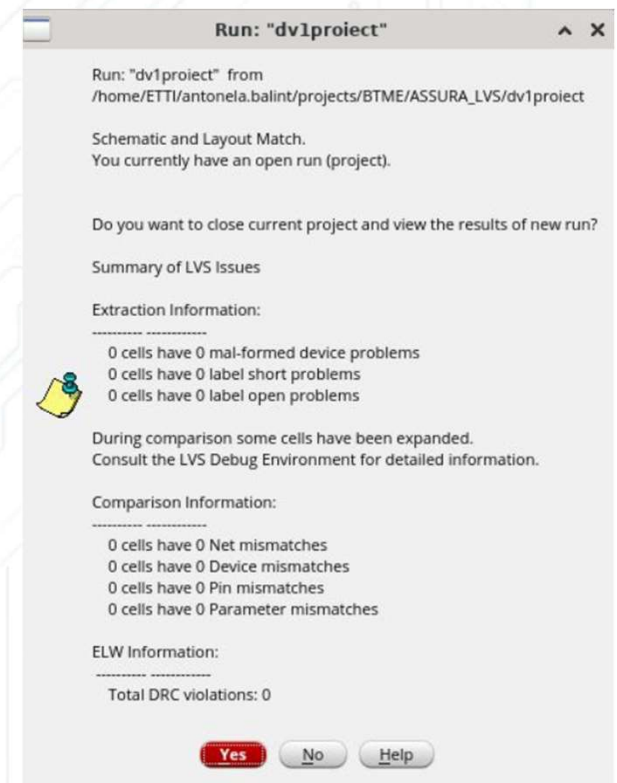 Run: "dv1proiect"
Run: "dv1proiect" from
/home/ETTI/antonela.balint/projects/BTME/ASSURA_LVS/dv1proiect
Schematic and Layout Match.
You currently have an open run (project).
Do you want to close current project and view the results of new run?
Summary of LVS Issues
Extraction Information:
---------- ------------
0 cells have 0 mal-formed device problems
0 cells have 0 label short problems
0 cells have 0 label open problems
During comparison some cells have been expanded.
Consult the LVS Debug Environment for detailed information.
Comparison Information:
---------- ------------
0 cells have 0 Net mismatches
0 cells have 0 Device mismatches
0 cells have 0 Pin mismatches
0 cells have 0 Parameter mismatches
ELW Information:
---------- ------------
Total DRC violations: 0
Yes No Help